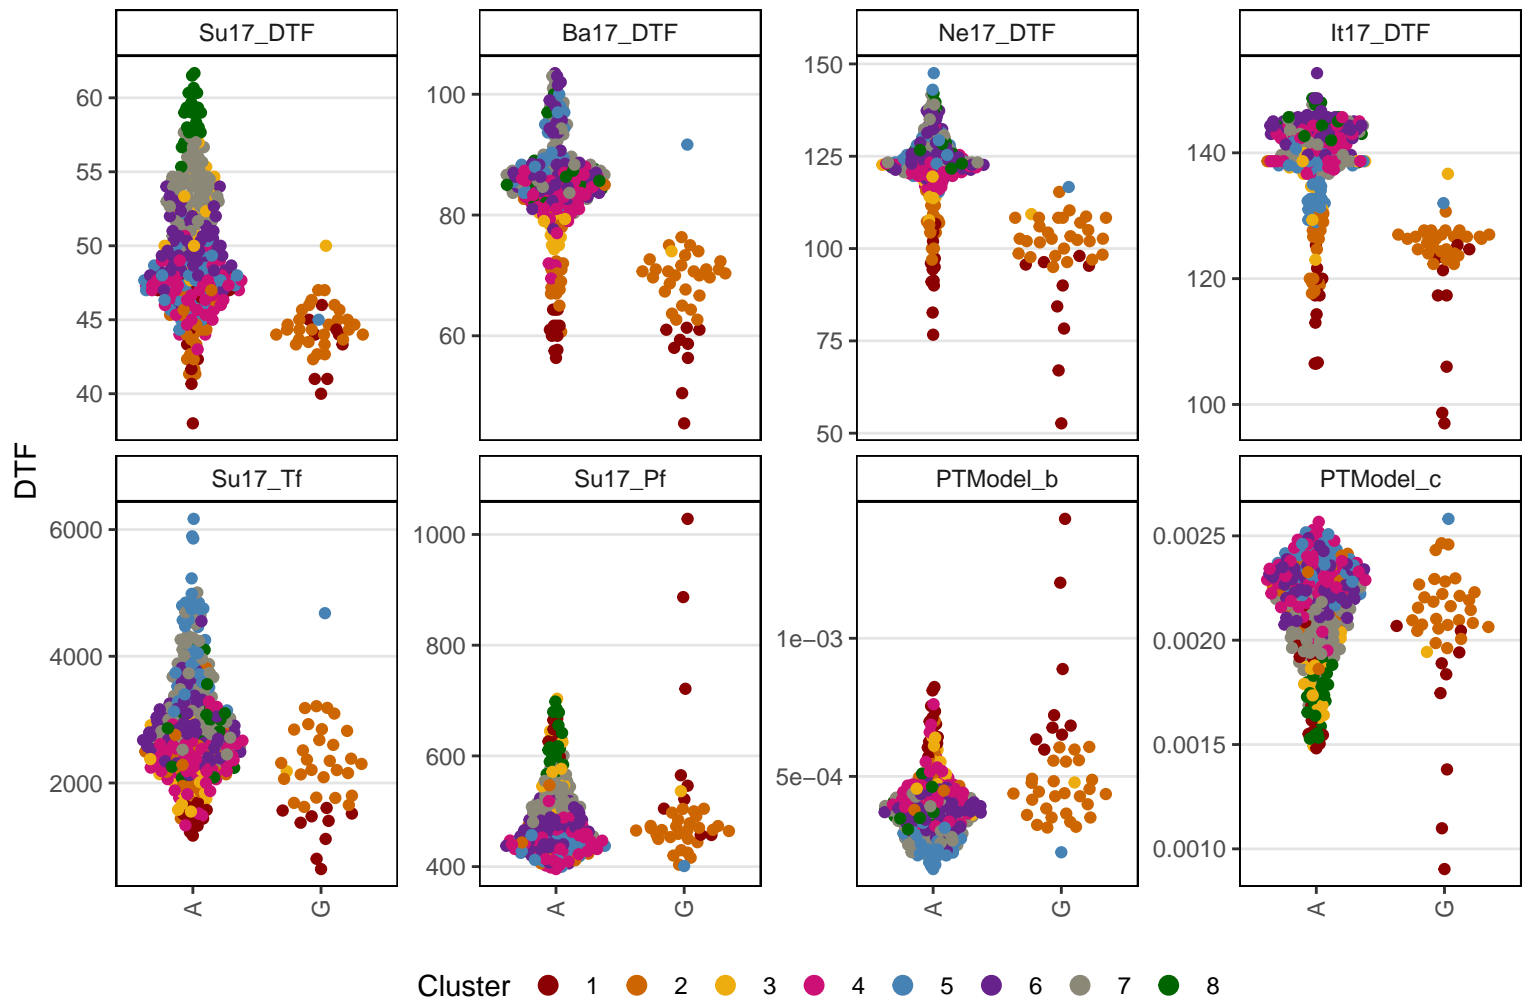 Su17_DTF Ba17_DTF Ne17_DTF It17_DTF
60 55 50 45 40
100 80 60
150 125 100 75 50
140 120 100
DTF
Su17_Tf Su17_Pf PTModel_b PTModel_c
6000 4000 2000
1000 800 600 400
1e−03 5e−04
0.0025 0.0020 0.0015 0.0010
A G A G A G A G
Cluster 1 2 3 4 5 6 7 8